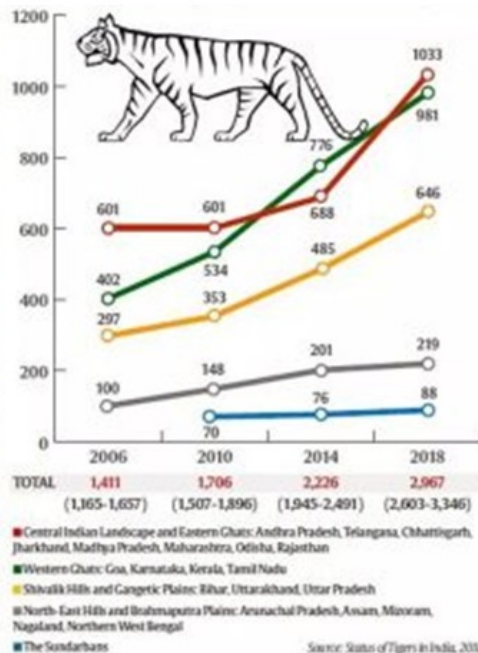 1200
1000
800
600
400
200
0
1033
981
776
688
646
601
601
534
402
485
353
297
219
201
148
100
88
76
70
2006 2010 2014 2018
TOTAL 1,411 1,706 2,226 2,967
(1,165-1,657) (1,507-1,896) (1,945-2,491) (2,603-3,346)
Central Indian Landscape and Eastern Ghats: Andhra Pradesh, Telangana, Chhattisgarh,
Jharkhand, Madhya Pradesh, Maharashtra, Odisha, Rajasthan
Western Ghats: Goa, Karnataka, Kerala, Tamil Nadu
Shivalik Hills and Gangetic Plains: Bihar, Uttarakhand, Uttar Pradesh
North-East Hills and Brahmaputra Plains: Arunachal Pradesh, Assam, Mizoram,
Nagaland, Northern West Bengal
The Sundarbans
Source: Status of Tigers in India,